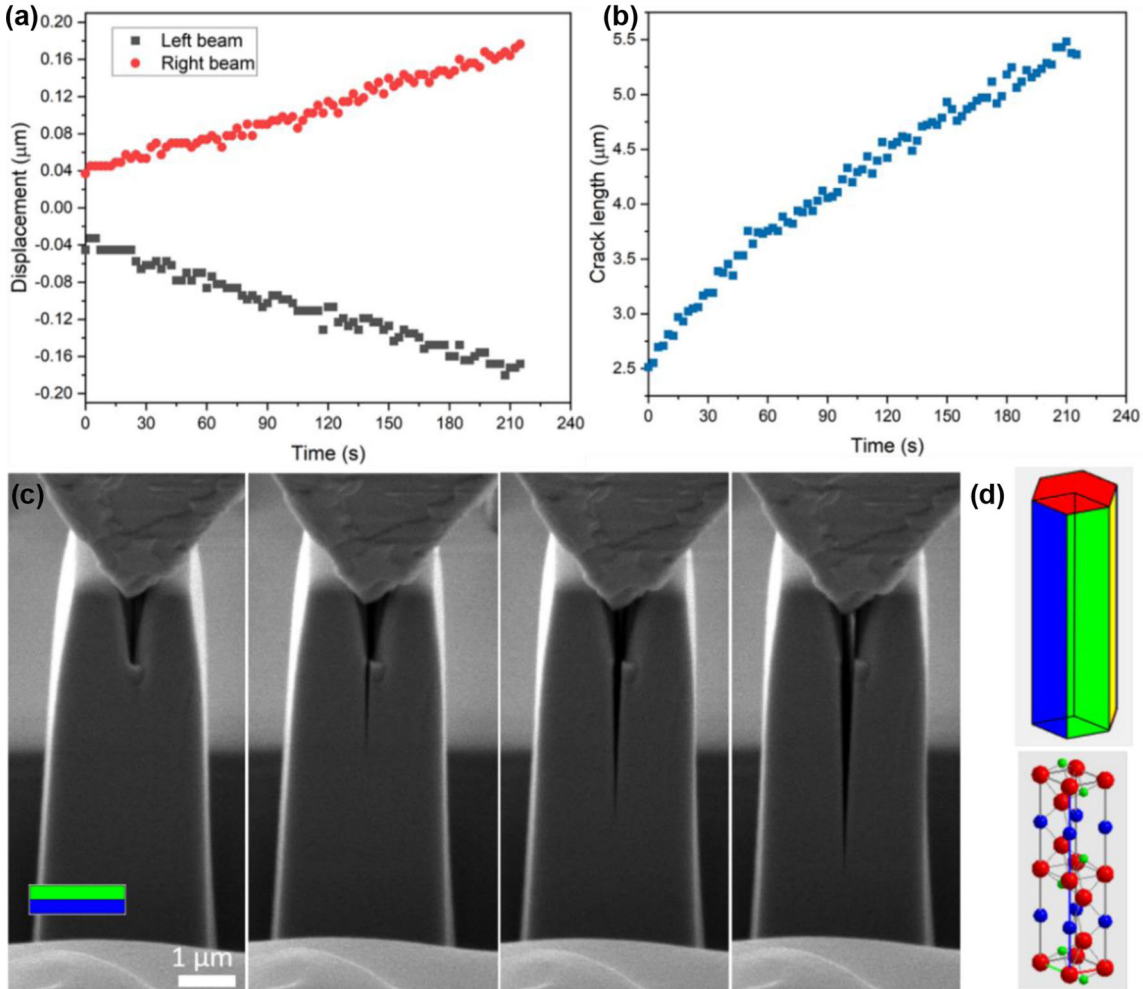 (a)
0.20
0.16
0.12
0.08
0.04
0.00
-0.04
-0.08
-0.12
-0.16
-0.20
Displacement (μm)
Left beam
Right beam
0 30 60 90 120 150 180 210 240
Time (s)
(b)
5.5
5.0
4.5
4.0
3.5
3.0
2.5
Crack length (μm)
0 30 60 90 120 150 180 210 240
Time (s)
(c)
1 μm
(d)